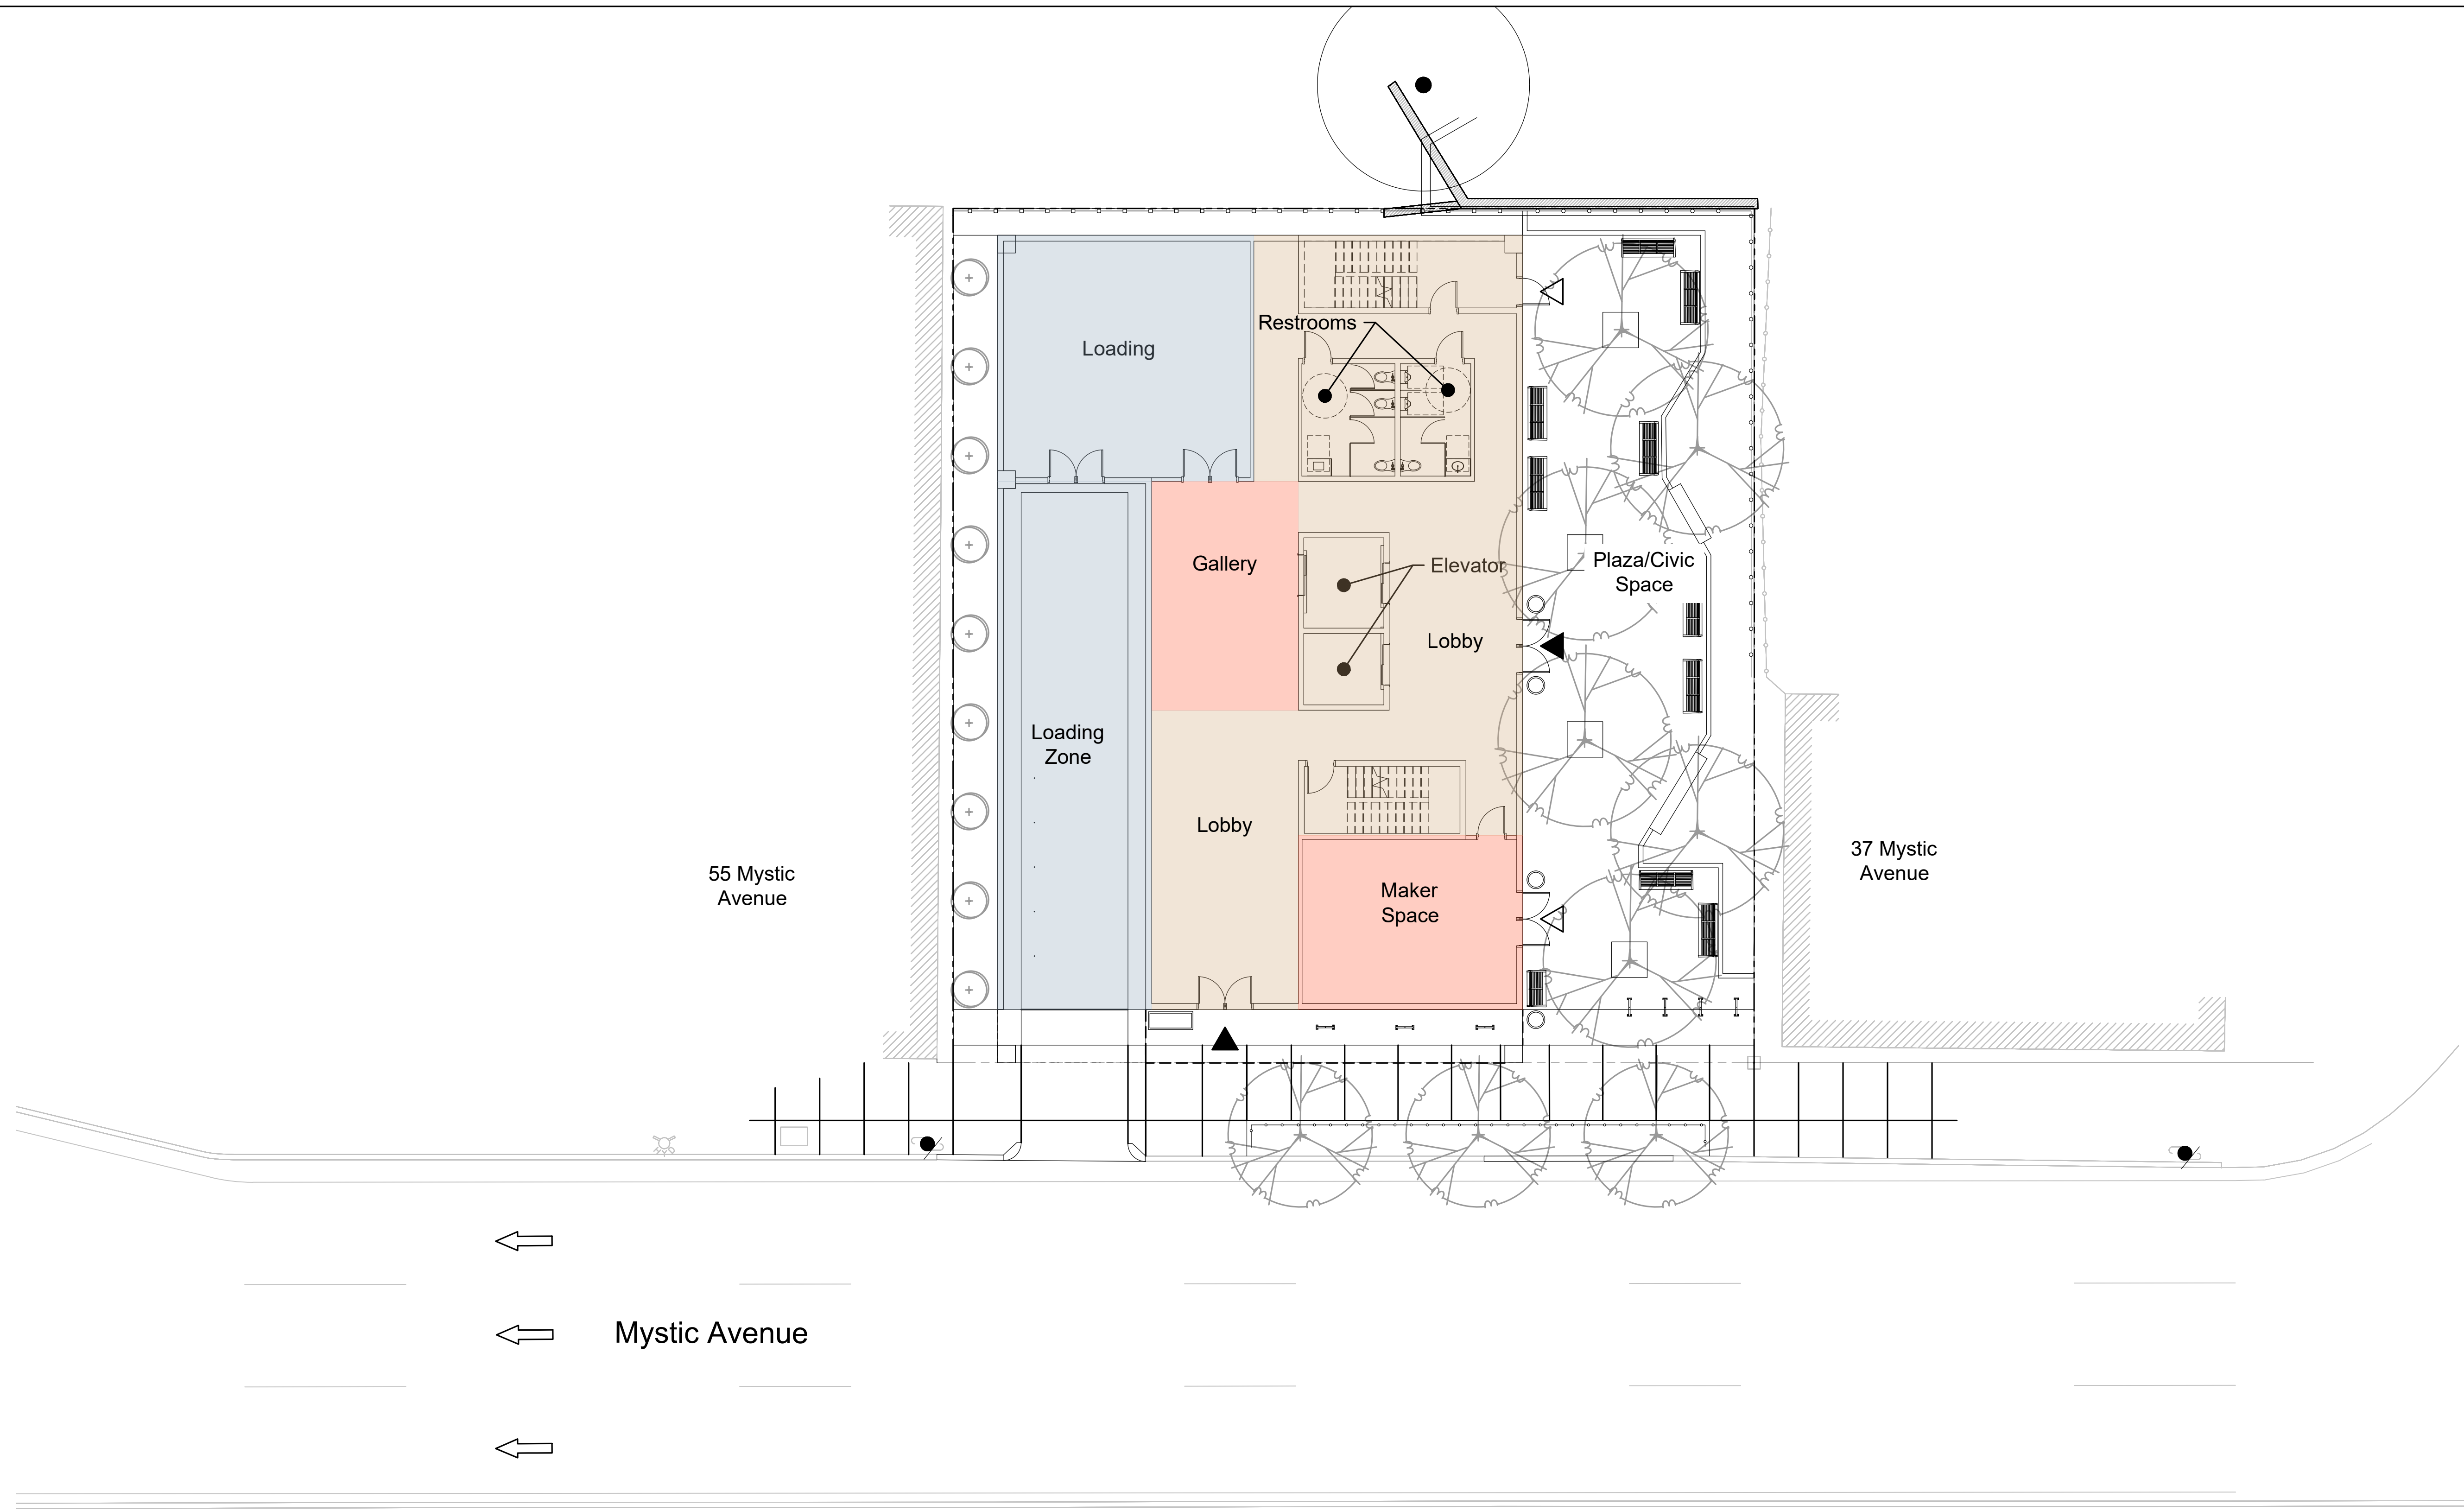 Restrooms
Loading
Gallery
Elevator
Plaza/Civic
Space
Lobby
Loading
Zone
Lobby
55 Mystic
Avenue
37 Mystic
Avenue
Maker
Space
Mystic Avenue